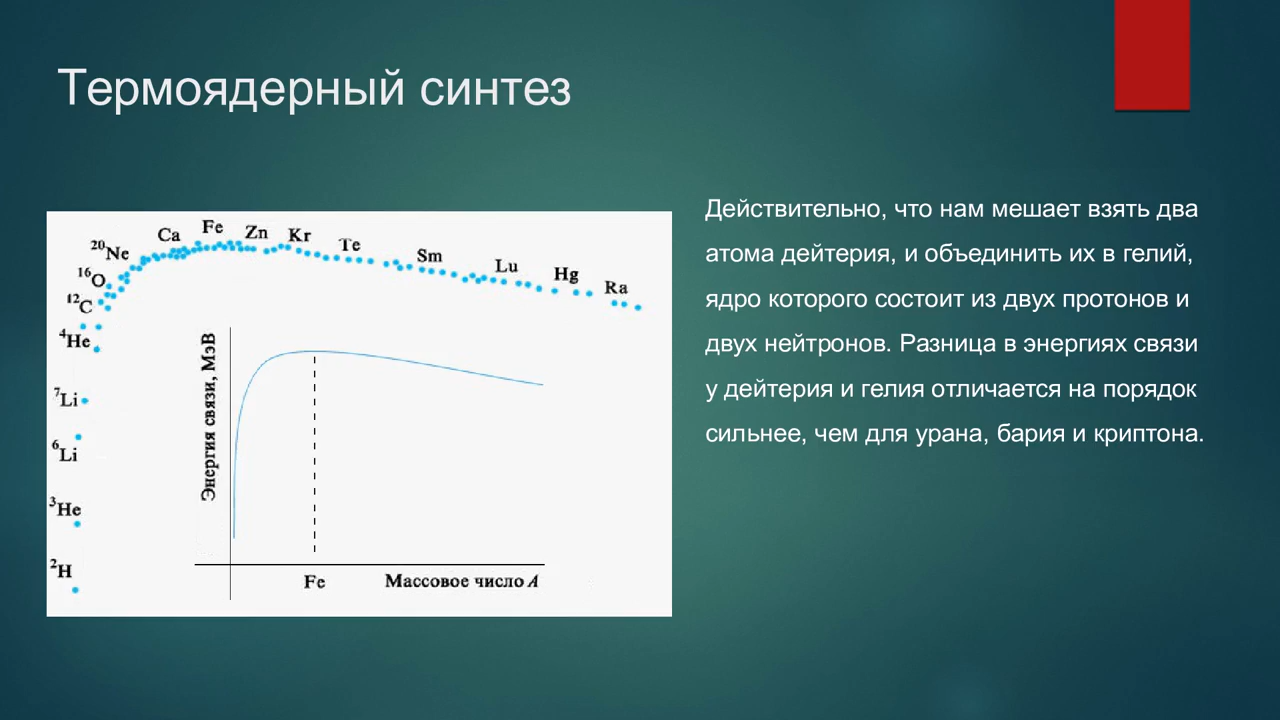 Термоядерный синтез
Действительно, что нам мешает взять два
атома дейтерия, и объединить их в гелий,
ядро которого состоит из двух протонов и
двух нейтронов. Разница в энергиях связи
у дейтерия и гелия отличается на порядок
сильнее, чем для урана, бария и криптона.
²⁰Ne Ca Fe Zn Kr Te Sm Lu Hg Ra
¹⁶O
¹²C
⁴He
⁷Li
⁶Li
³He
²H
Энергия связи, МэВ
Fe Массовое число A